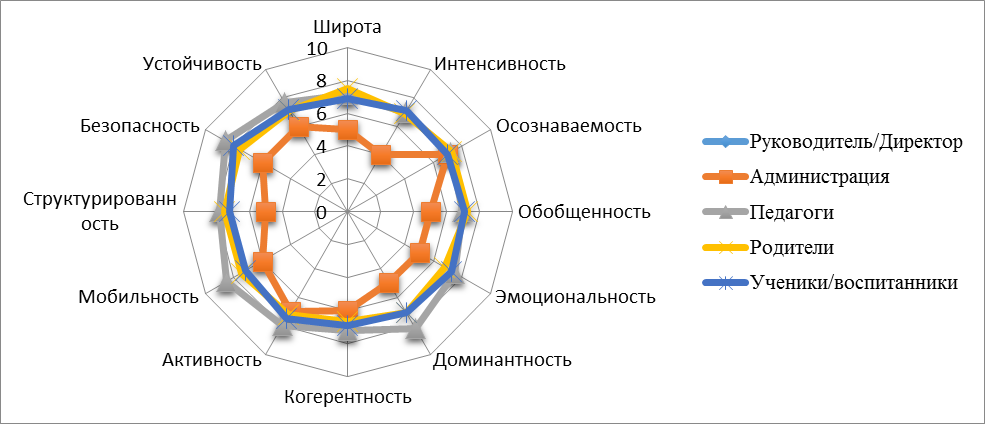 Широта
Интенсивность
Осознаваемость
Обобщенность
Эмоциональность
Доминантность
Когерентность
Активность
Мобильность
Структурированн
ость
Безопасность
Устойчивость
10
8
6
4
2
0
Руководитель/Директор
Администрация
Педагоги
Родители
Ученики/воспитанники